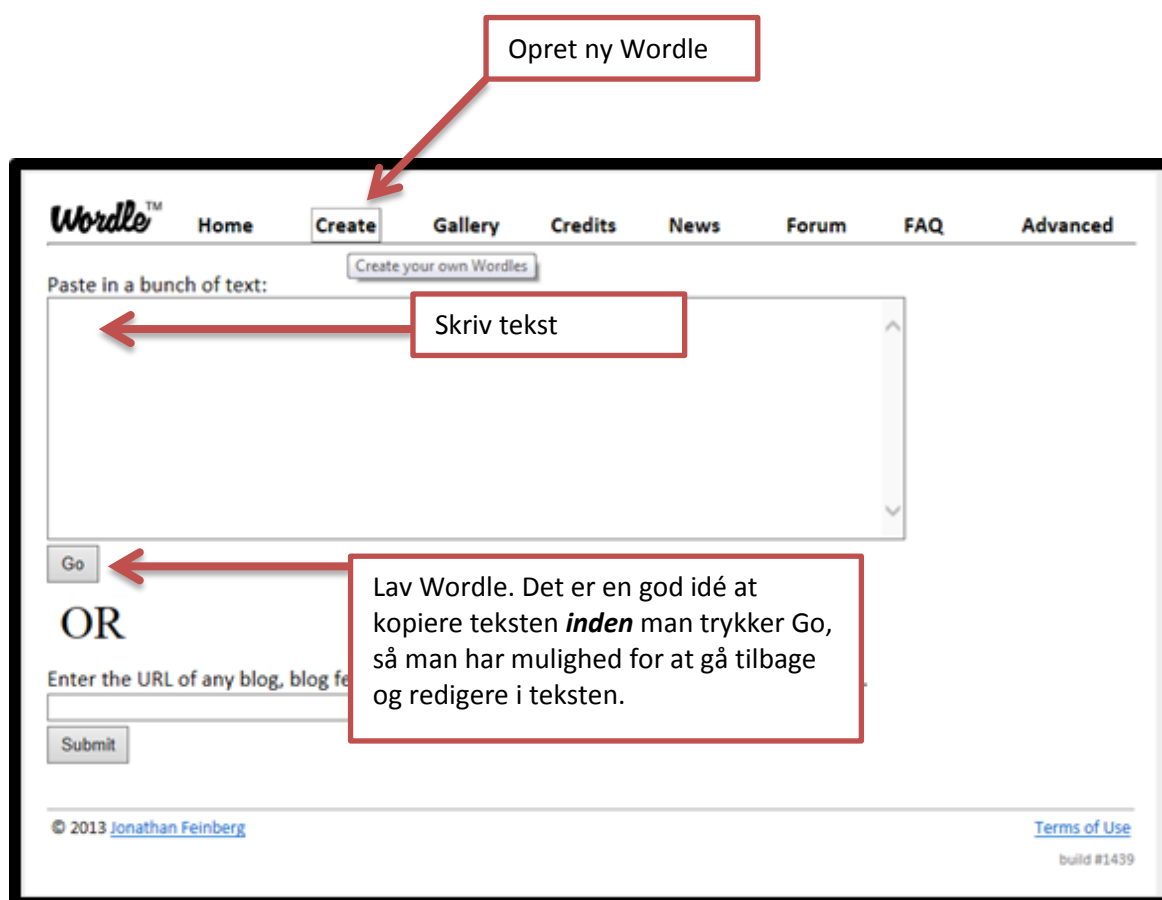 Opret ny Wordle
Wordle™ Home Create Gallery Credits News Forum FAQ Advanced
Create your own Wordles
Paste in a bunch of text:
Skriv tekst
Go
Lav Wordle. Det er en god idé at
kopiere teksten inden man trykker Go,
så man har mulighed for at gå tilbage
og redigere i teksten.
OR
Enter the URL of any blog, blog fe
Submit
© 2013 Jonathan Feinberg
Terms of Use
build #1439